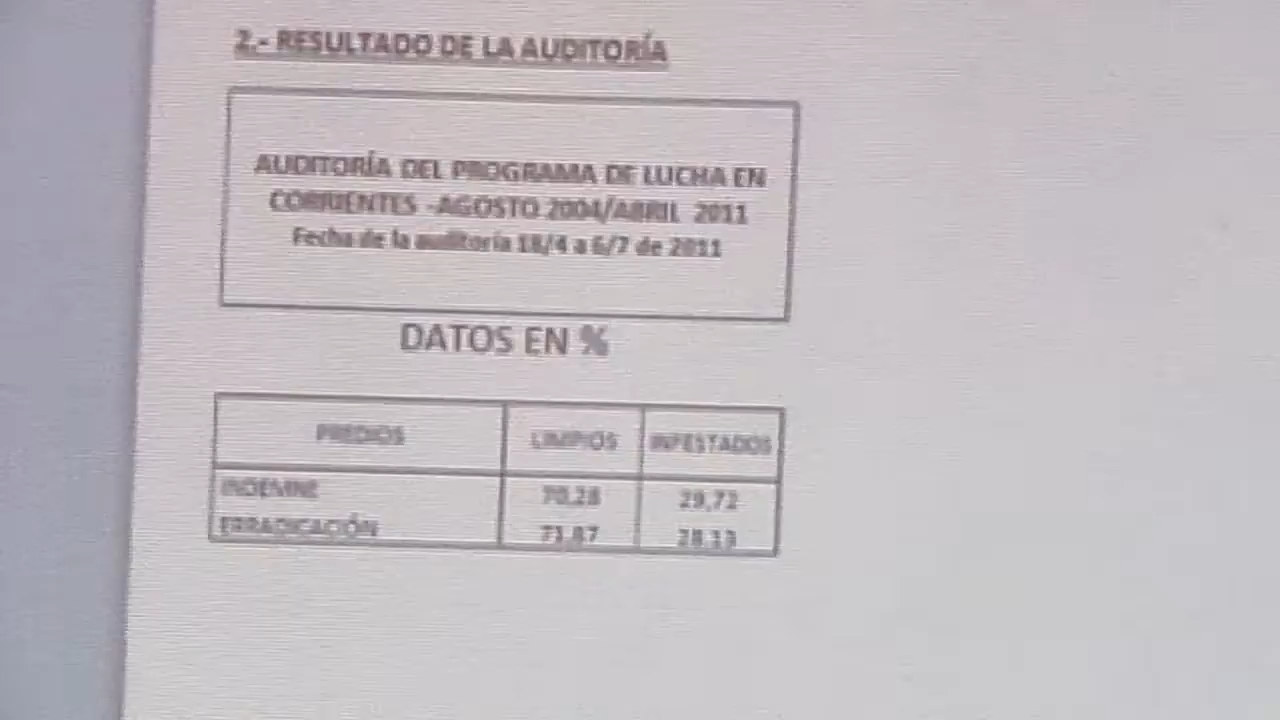 2.- RESULTADO DE LA AUDITORÍA
AUDITORÍA DEL PROGRAMA DE LUCHA EN
CORRIENTES -AGOSTO 2004/ABRIL 2011
Fecha de la auditoría 18/4 a 6/7 de 2011
DATOS EN %
PREDIOS LIMPIOS INFESTADOS
INDEMNE 70,28 29,72
ERRADICACIÓN 71,87 28,13